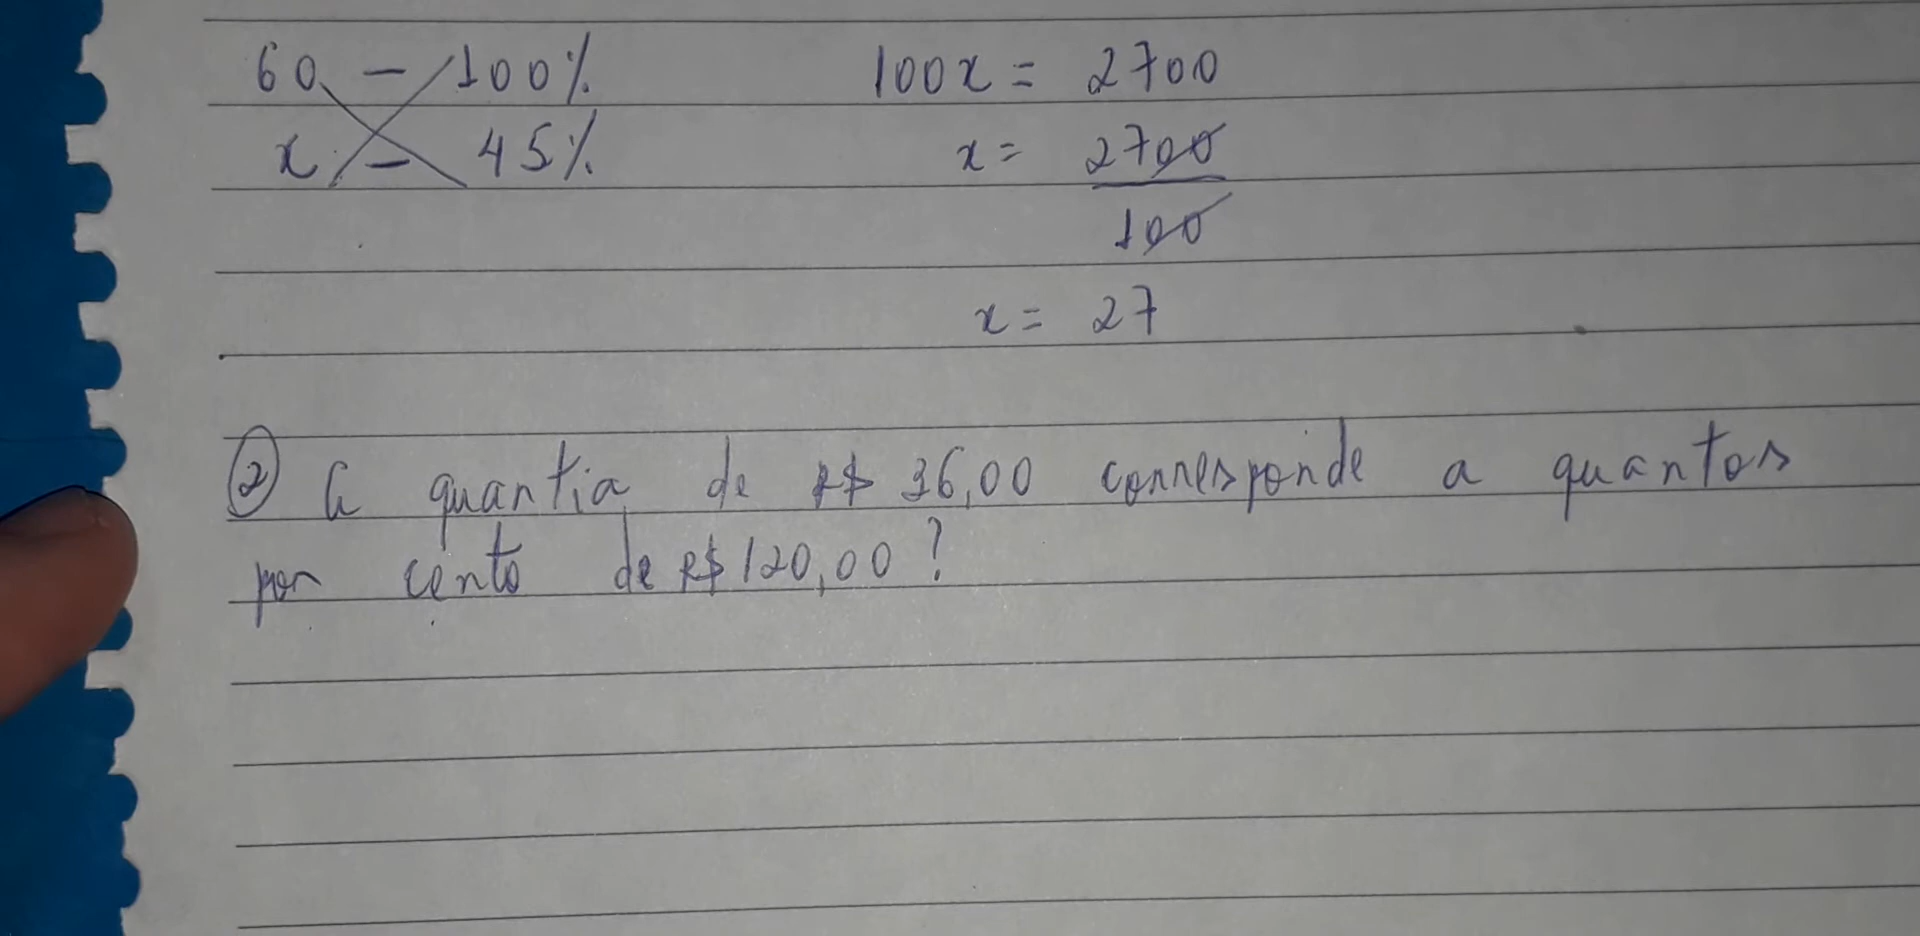 60 - 100% 100x = 2700
x - 45% x = 2700
100
x = 27
2 A quantia de R$ 36,00 corresponde a quantos
por cento de R$ 120,00?